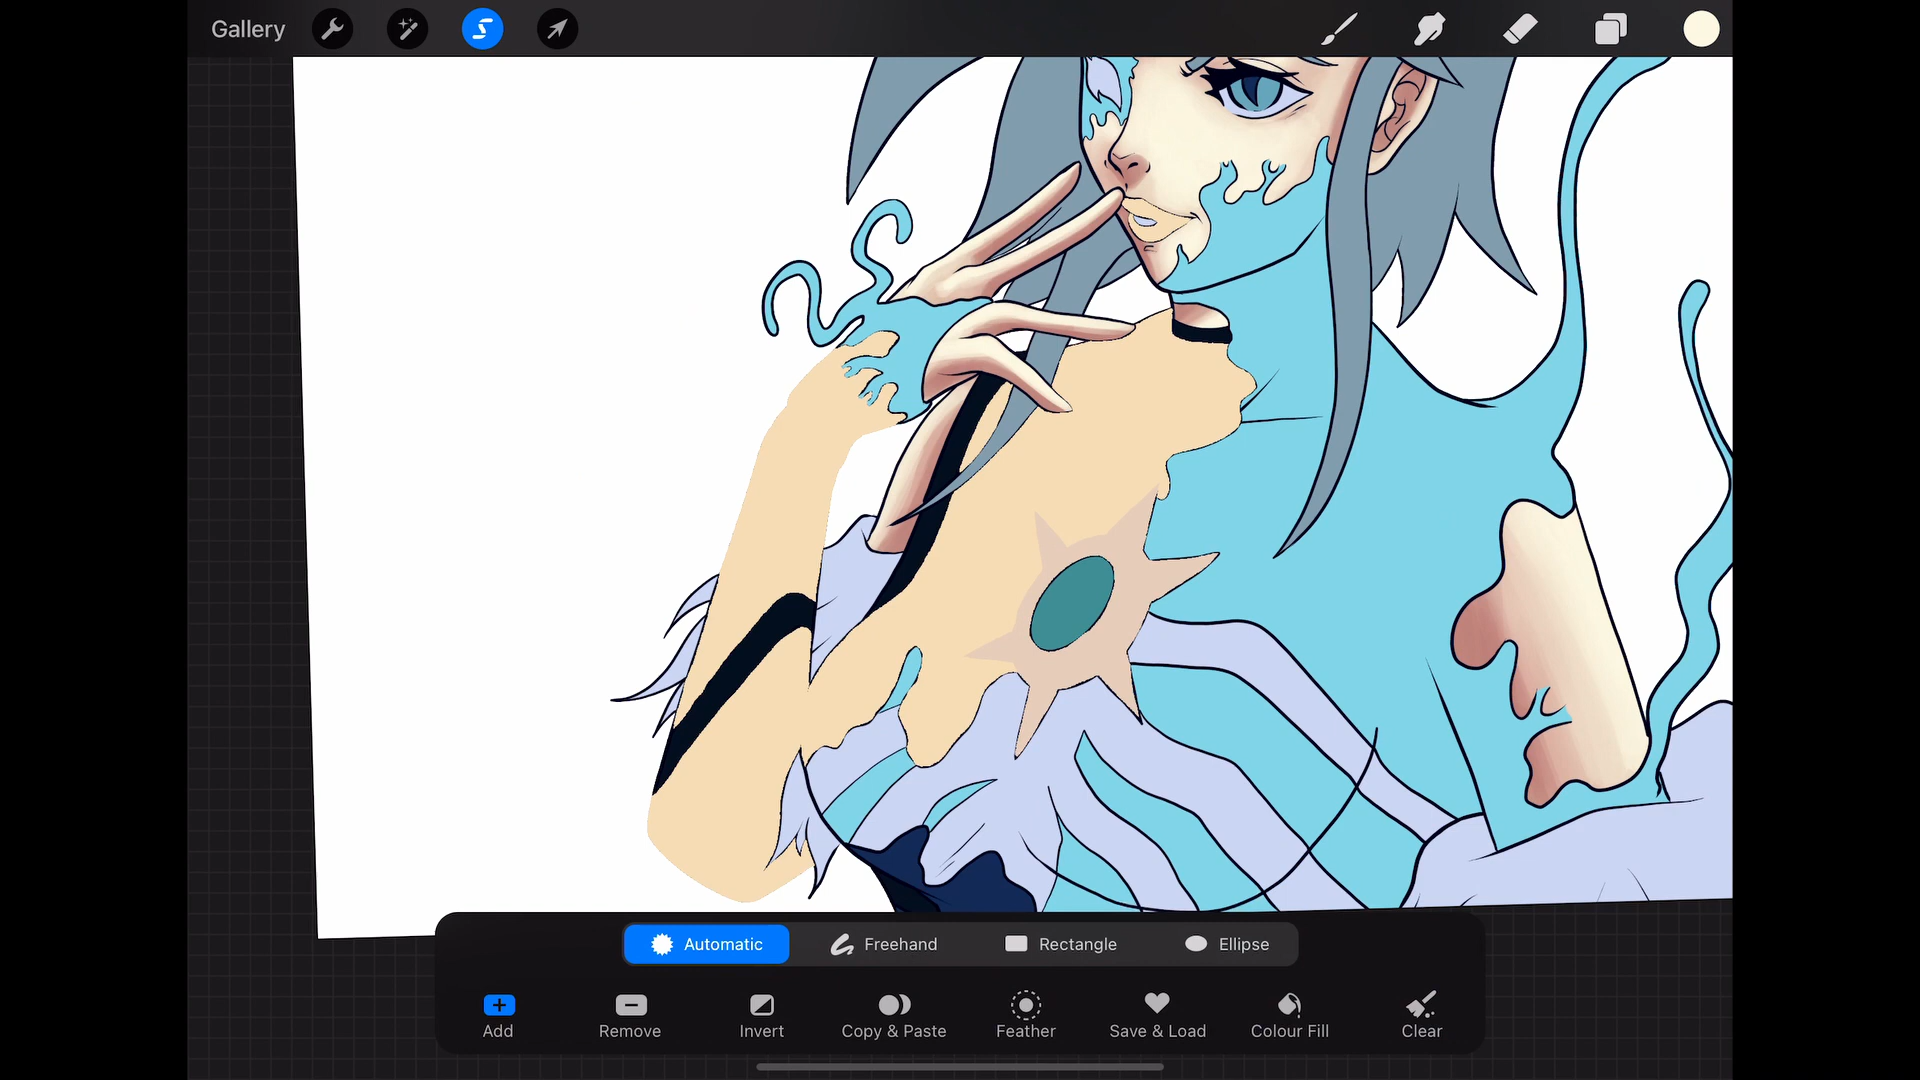 Gallery
Automatic
Freehand
Rectangle
Ellipse
Add
Remove
Invert
Copy & Paste
Feather
Save & Load
Colour Fill
Clear